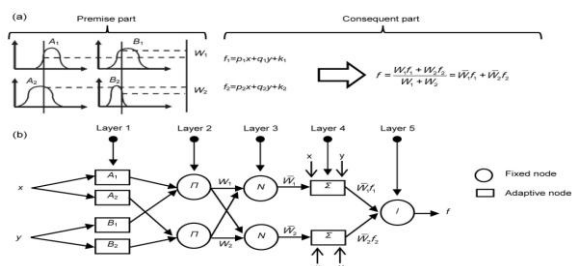 (a) Premise part Consequent part
A₁ B₁
W₁
f₁=p₁x+q₁y+k₁
A₂ B₂
W₂
f₂=p₂x+q₂y+k₂
f = W₁f₁ + W₂f₂ / W₁ + W₂ = W̅₁f₁ + W̅₂f₂
(b)
Layer 1 Layer 2 Layer 3 Layer 4 Layer 5
x y
x A₁ Π W₁ N W̅₁ Σ W̅₁f₁
A₂
I f
y B₁
B₂ Π W₂ N W̅₂ Σ W̅₂f₂
Fixed node
Adaptive node